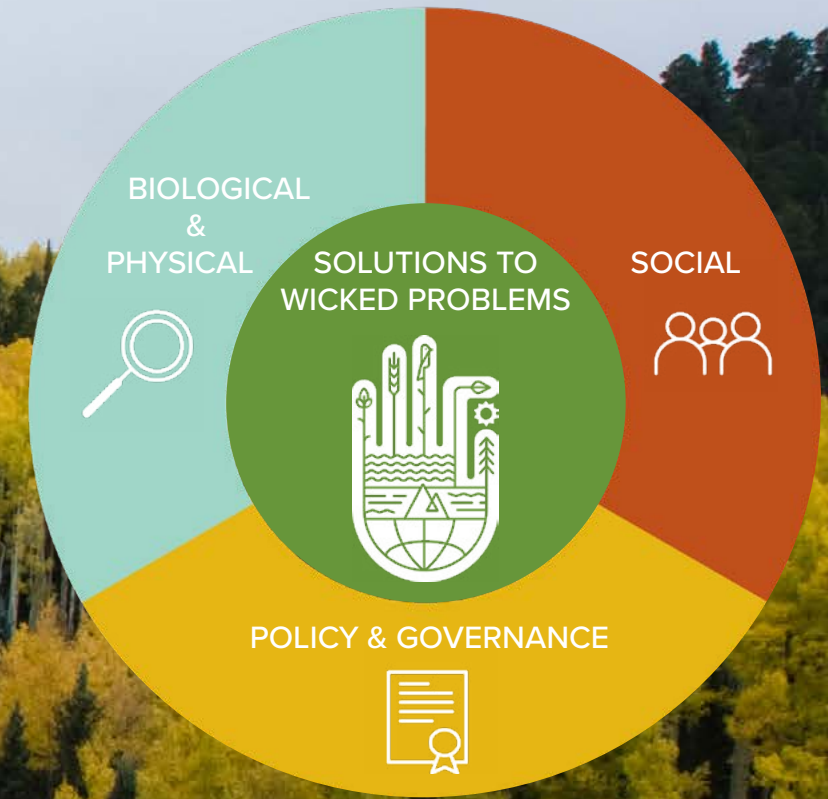 BIOLOGICAL
&
PHYSICAL
SOLUTIONS TO
WICKED PROBLEMS
SOCIAL
POLICY & GOVERNANCE